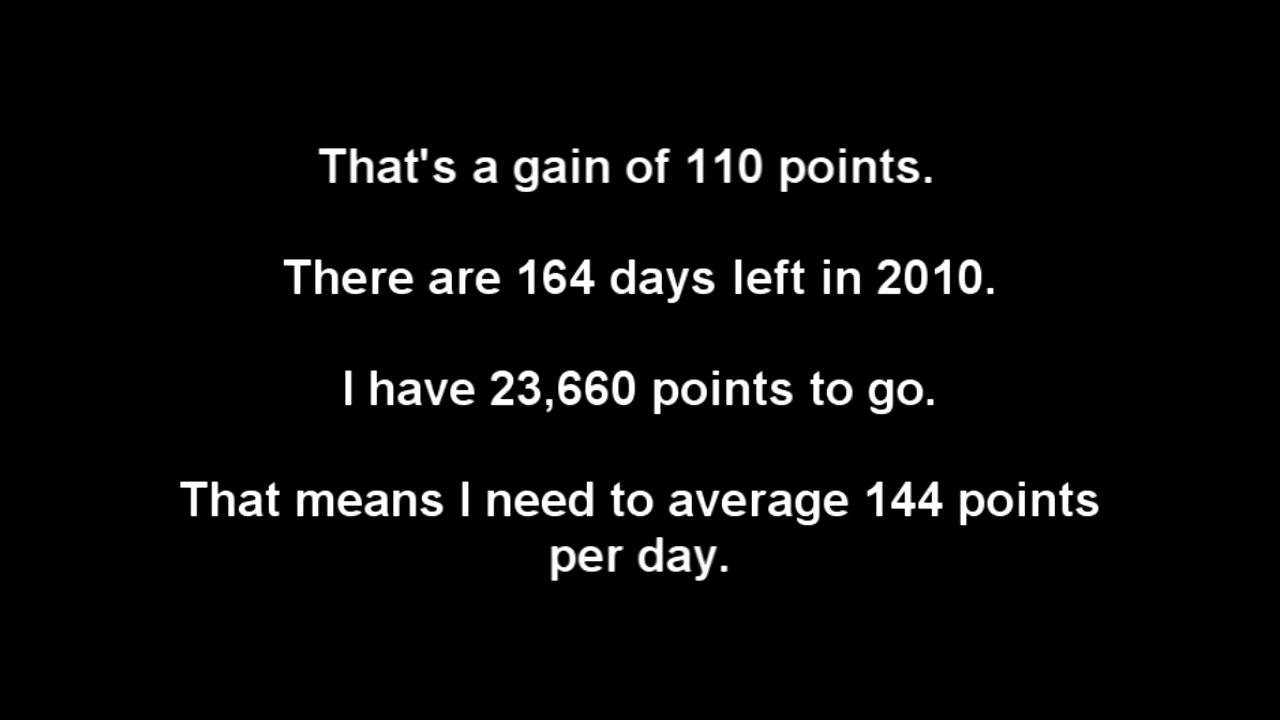 That's a gain of 110 points.
There are 164 days left in 2010.
I have 23,660 points to go.
That means I need to average 144 points
per day.